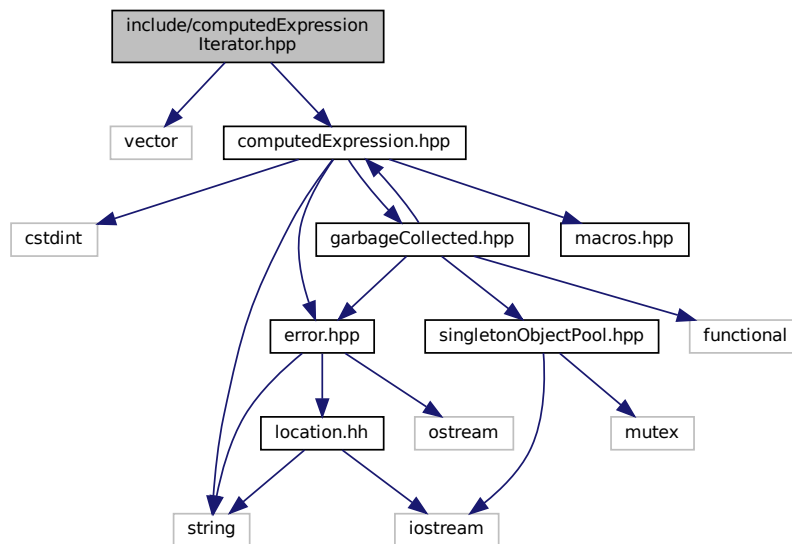 include/computedExpression
Iterator.hpp
vector
computedExpression.hpp
cstdint
garbageCollected.hpp
macros.hpp
error.hpp
singletonObjectPool.hpp
functional
location.hh
ostream
mutex
string
iostream